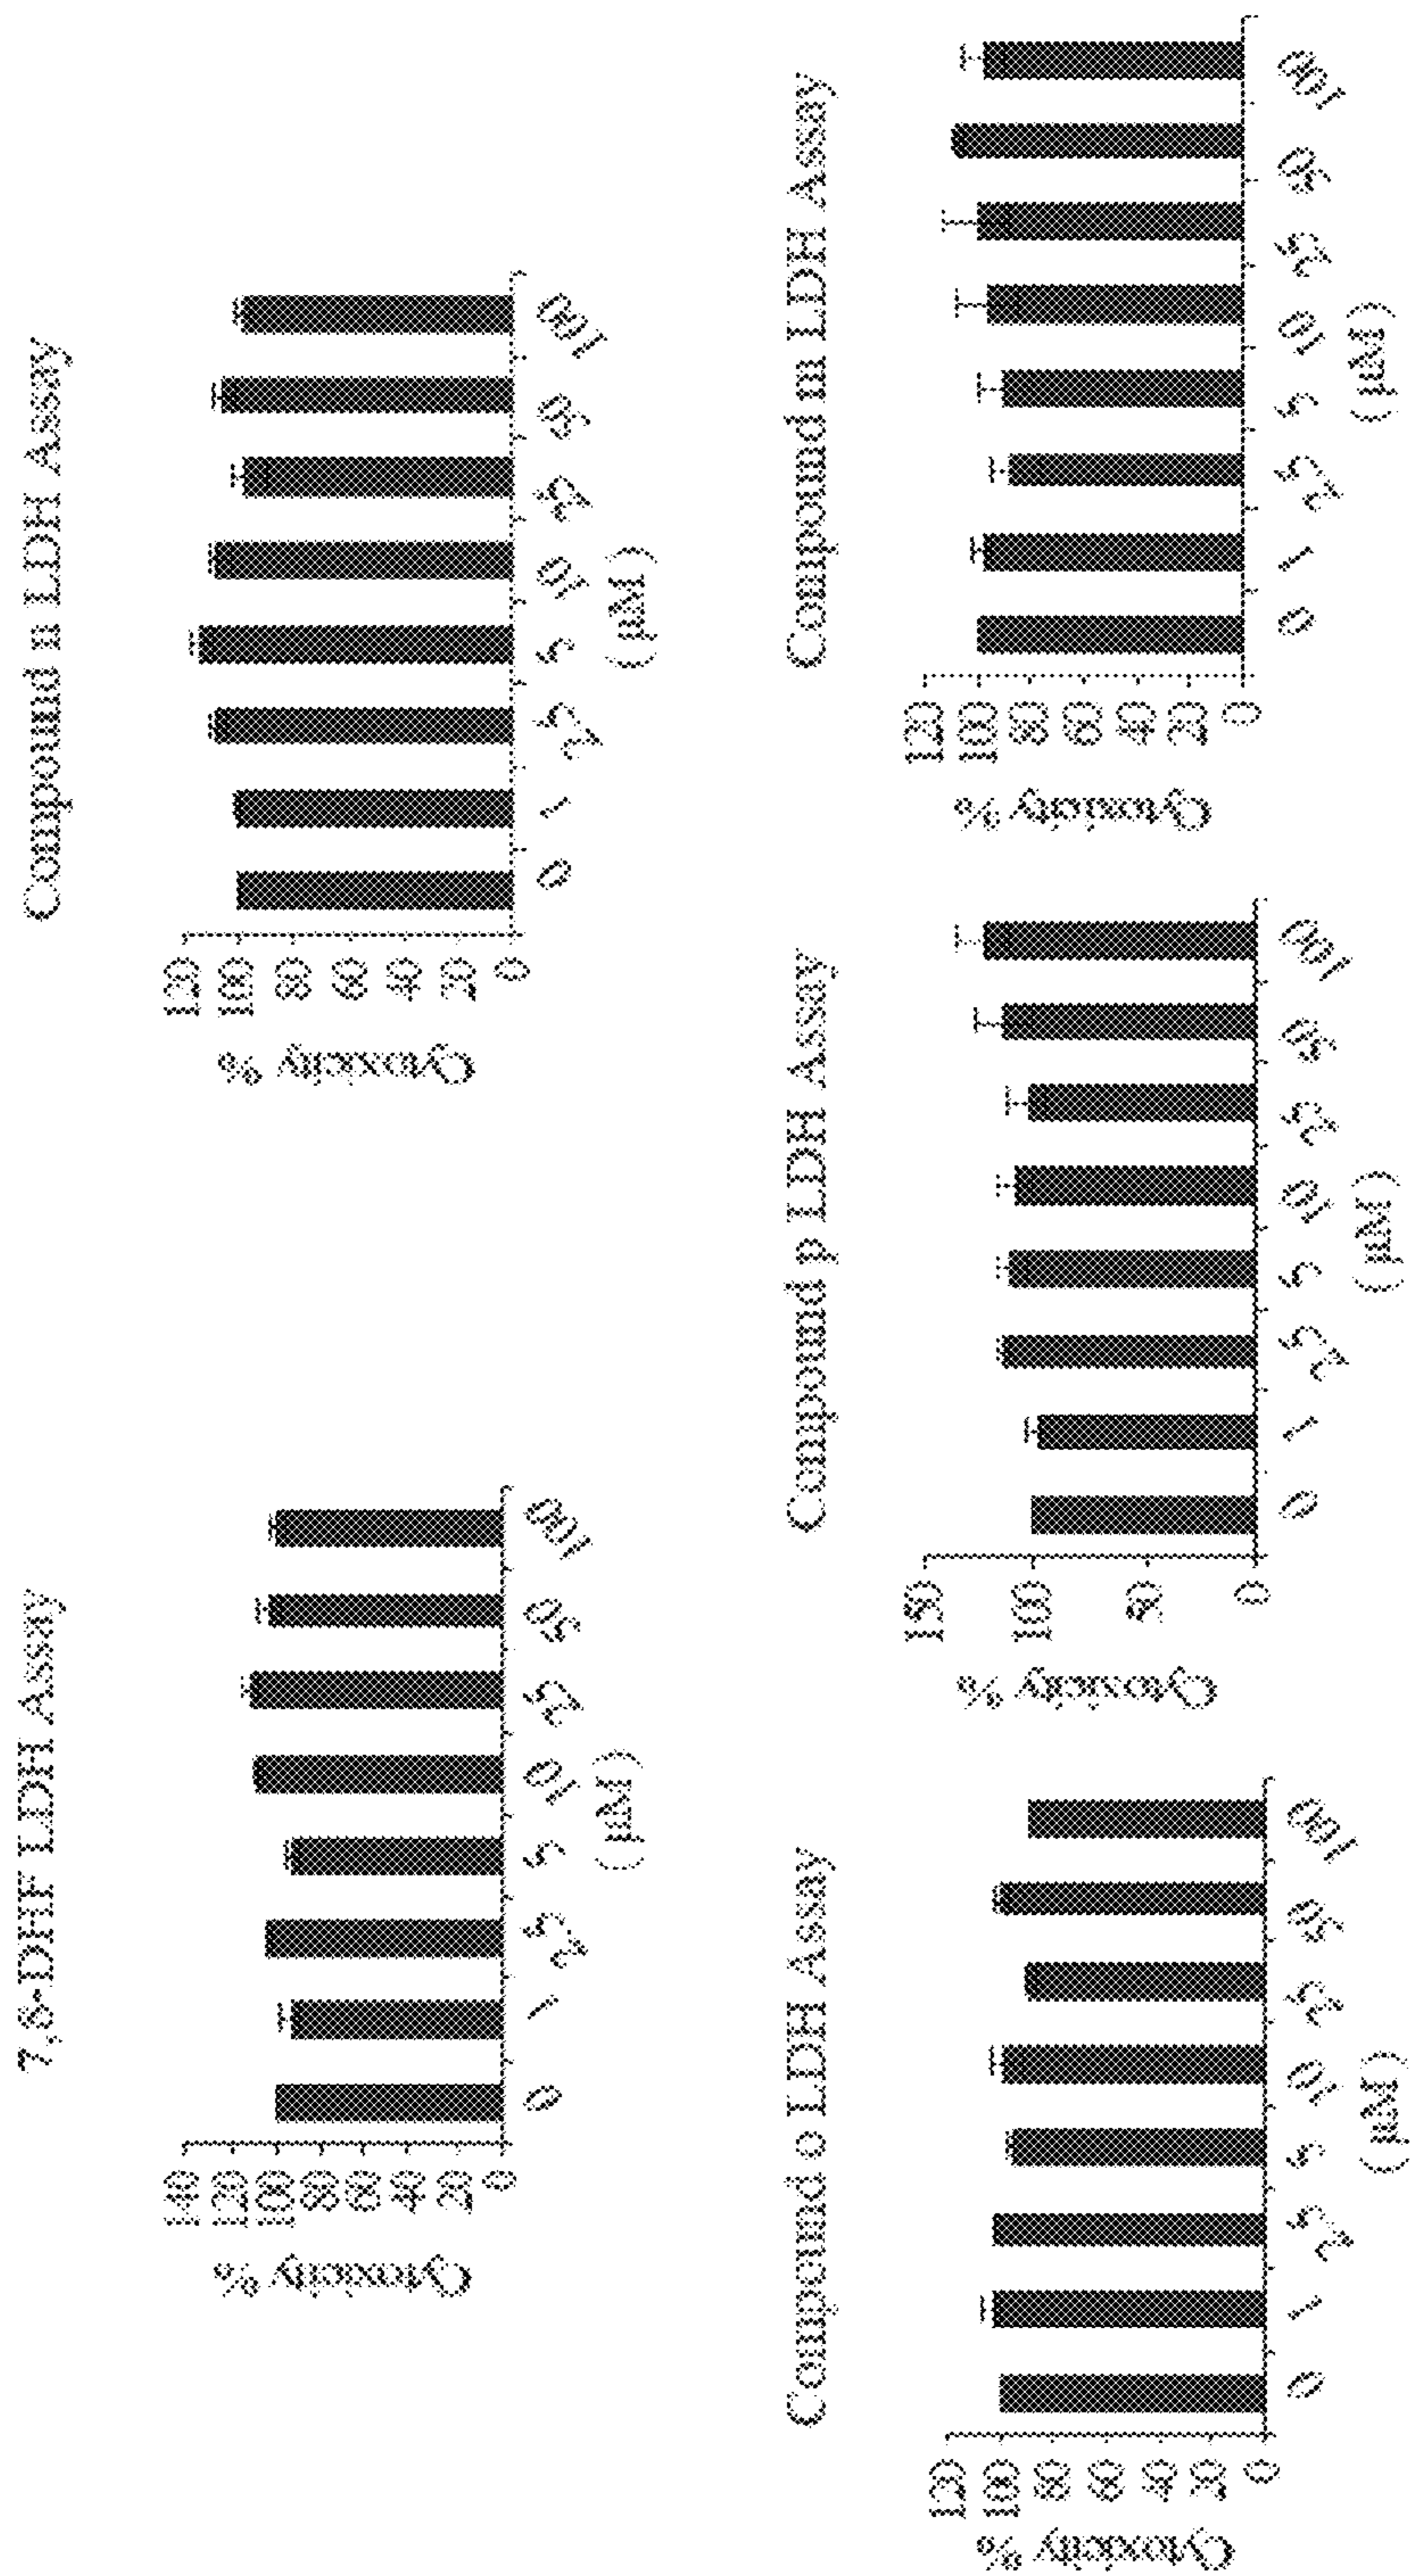 7,8-DHF LDH Assay
Cytoxicity %
140
120
100
80
60
40
20
0
0 1 2.5 5 10 25 50 100
(μM)
Compound n LDH Assay
Cytoxicity %
120
100
80
60
40
20
0
0 1 2.5 5 10 25 50 100
(μM)
Compound o LDH Assay
Cytoxicity %
120
100
80
60
40
20
0
0 1 2.5 5 10 25 50 100
(μM)
Compound p LDH Assay
Cytoxicity %
150
100
50
0
0 1 2.5 5 10 25 50 100
(μM)
Compound m LDH Assay
Cytoxicity %
120
100
80
60
40
20
0
0 1 2.5 5 10 25 50 100
(μM)